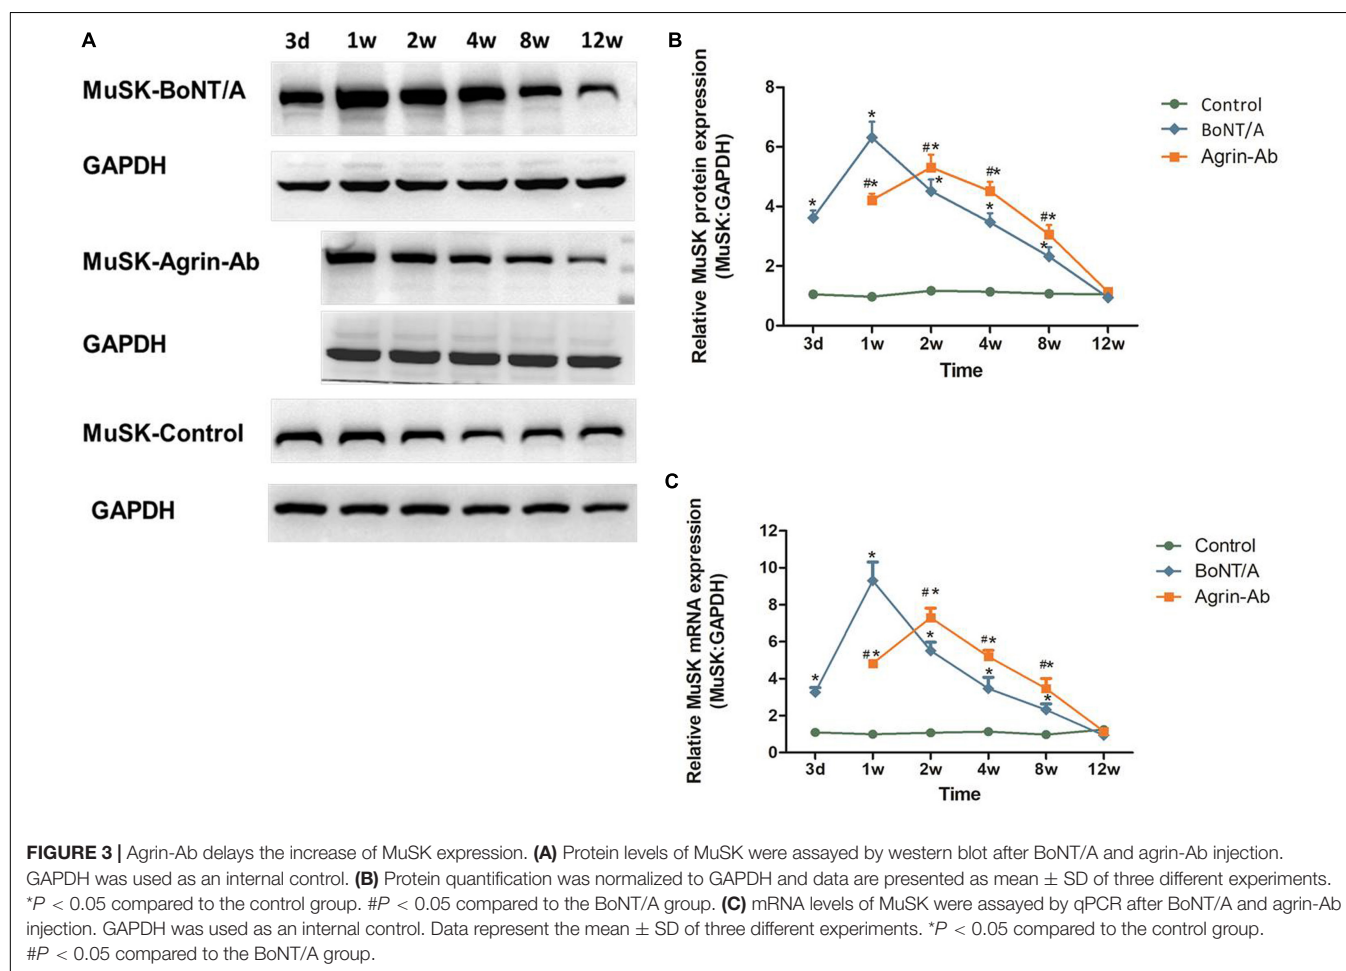 A
3d 1w 2w 4w 8w 12w
MuSK-BoNT/A
GAPDH
MuSK-Agrin-Ab
GAPDH
MuSK-Control
GAPDH
B
Relative MuSK protein expression
(MuSK:GAPDH)
8
6
4
2
0
* * #* #* * #* * #* *
3d 1w 2w 4w 8w 12w
Time
Control
BoNT/A
Agrin-Ab
C
Relative MuSK mRNA expression
(MuSK:GAPDH)
12
10
8
6
4
2
0
* * #* #* * #* * #* *
3d 1w 2w 4w 8w 12w
Time
Control
BoNT/A
Agrin-Ab
FIGURE 3 | Agrin-Ab delays the increase of MuSK expression. (A) Protein levels of MuSK were assayed by western blot after BoNT/A and agrin-Ab injection.
GAPDH was used as an internal control. (B) Protein quantification was normalized to GAPDH and data are presented as mean ± SD of three different experiments.
*P < 0.05 compared to the control group. #P < 0.05 compared to the BoNT/A group. (C) mRNA levels of MuSK were assayed by qPCR after BoNT/A and agrin-Ab
injection. GAPDH was used as an internal control. Data represent the mean ± SD of three different experiments. *P < 0.05 compared to the control group.
#P < 0.05 compared to the BoNT/A group.